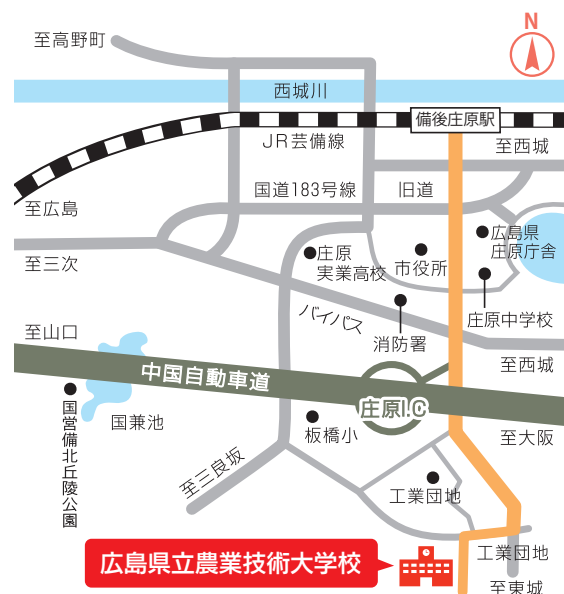 N
至高野町
西城川
備後庄原駅
JR芸備線
至西城
国道183号線
旧道
至広島
広島県
庄原庁舎
庄原
実業高校
市役所
至三次
バイパス
庄原中学校
至山口
消防署
至西城
中国自動車道
庄原I.C
国兼池
国営備北丘陵公園
板橋小
至大阪
至三良坂
工業団地
広島県立農業技術大学校
工業団地
至東城